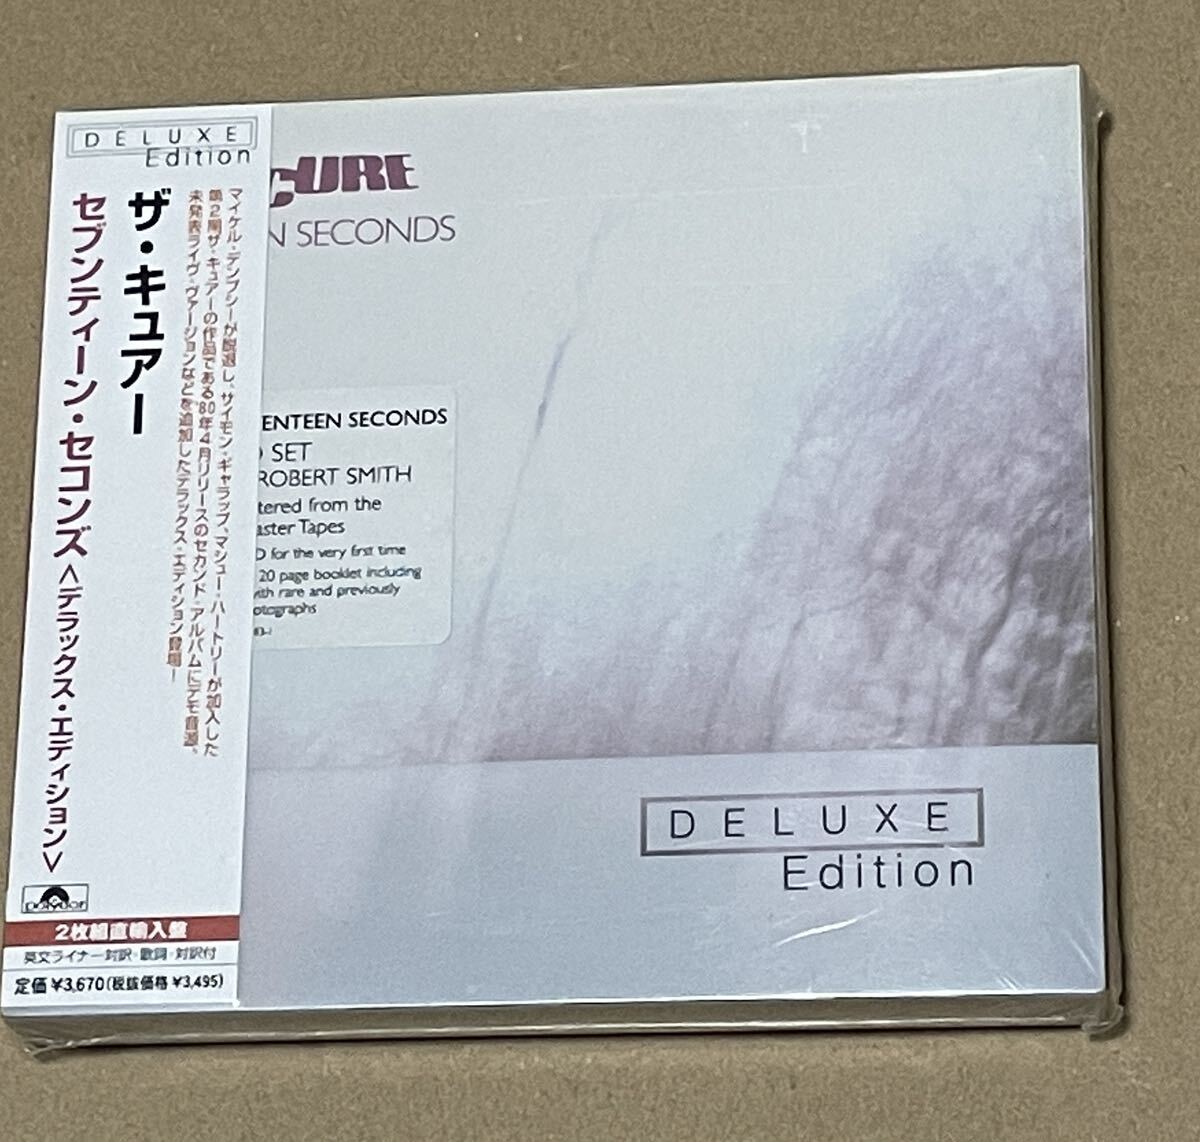 DELUXE
Edition
ザ・キュアー
セブンティーン・セコンズ<デラックス・エディション>
マイケル・デンプシーが脱退し、サイモン・ギャラップ、マシュー・ハートリーが加入した
第2期ザ・キュアーの作品である'80年4月リリースのセカンド・アルバムにデモ音源、
未発表ライヴ・ヴァージョンなどを追加したデラックス・エディション登場!
polydor
2枚組直輸入盤
英文ライナー対訳・歌詞・対訳付
定価¥3,670(税抜価格¥3,495)
CURE
N SECONDS
ENTEEN SECONDS
SET
ROBERT SMITH
tered from the
aster Tapes
D for the very first time
20 page booklet including
ith rare and previously
otographs
DELUXE
Edition